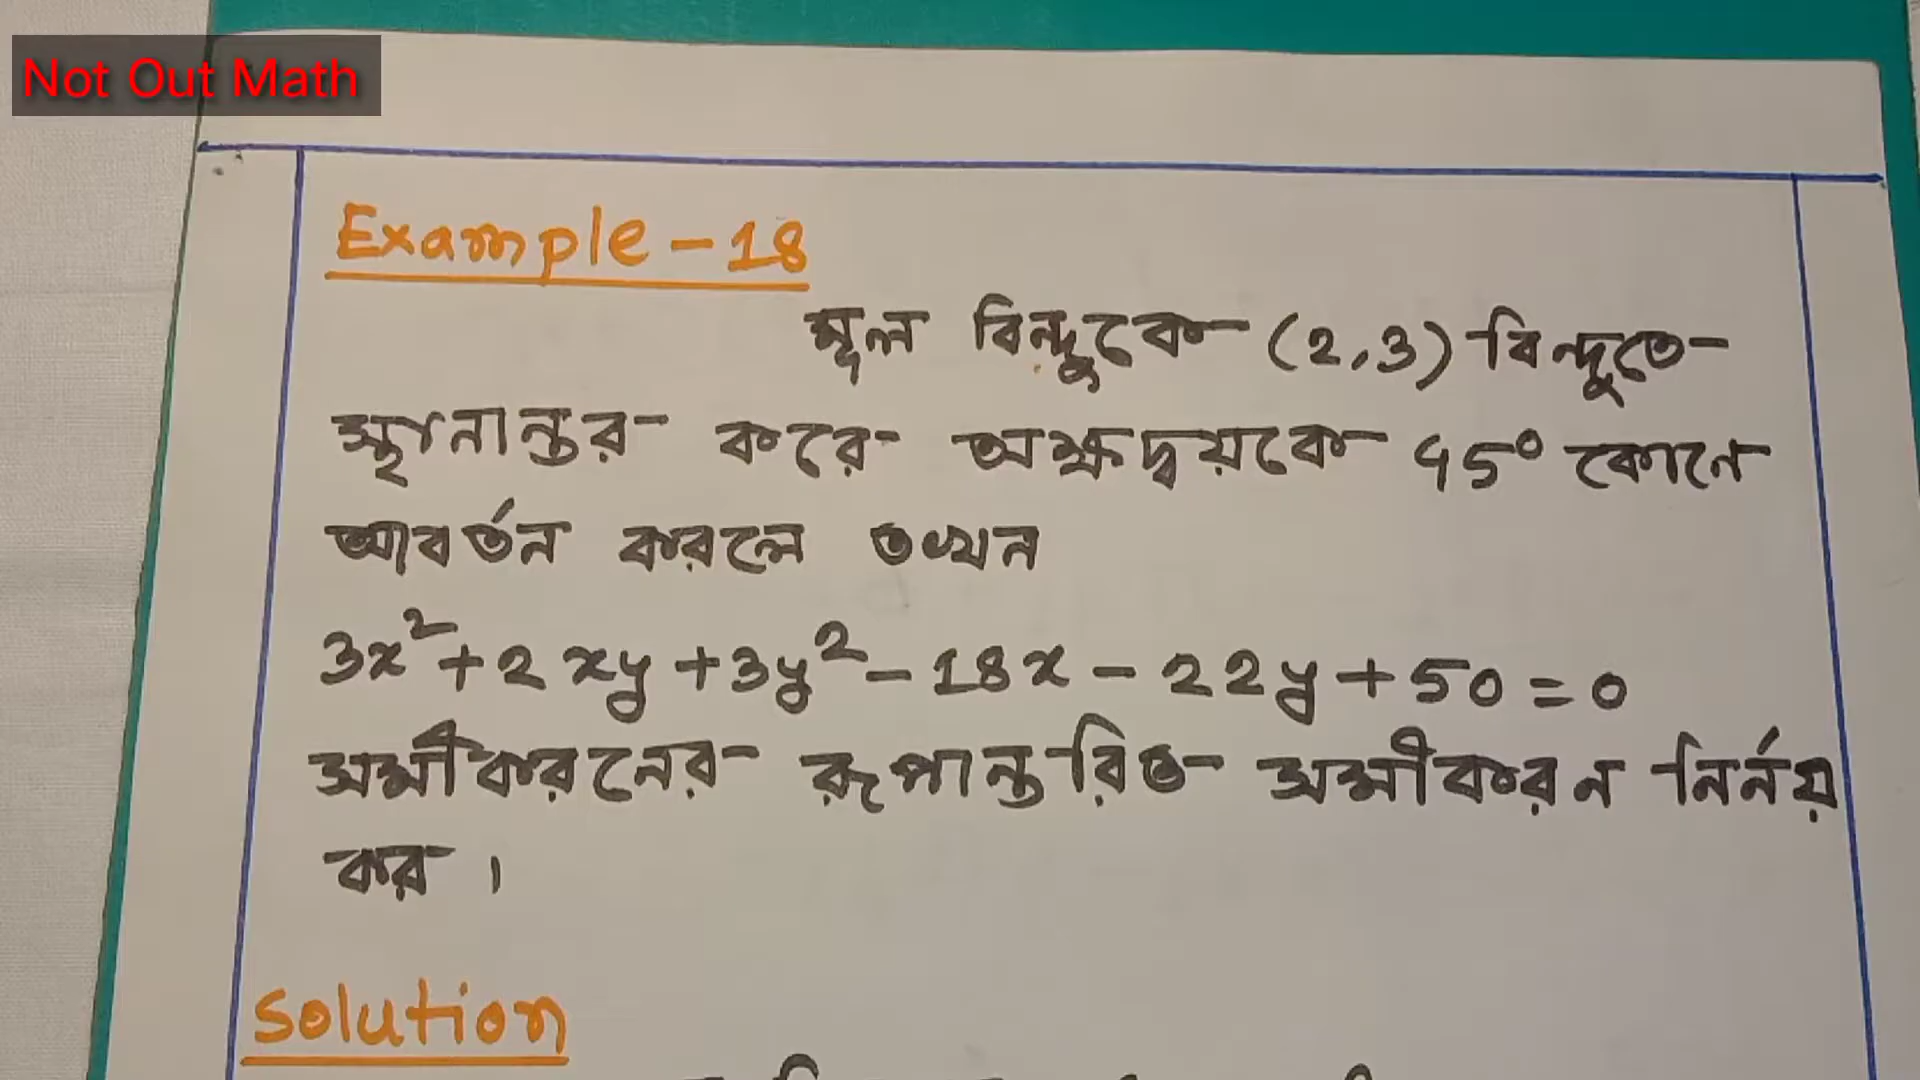 Not Out Math
Example - 18
মূল বিন্দুকে (2,3) বিন্দুতে
স্থানান্তর করে অক্ষদ্বয়কে 45° কোনে
আবর্তন করলে তখন
3x² + 2xy + 3y² - 18x - 22y + 50 = 0
সমীকরনের রূপান্তরিত সমীকরন নির্নয়
কর ।
Solution